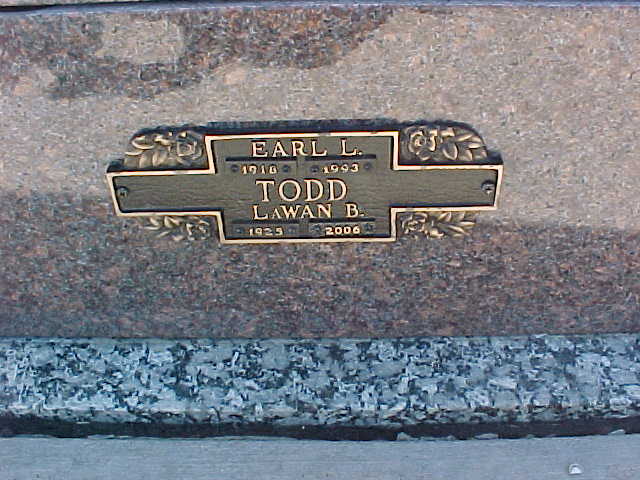 EARL L.
1918 1993
TODD
LaWAN B.
1925 2006